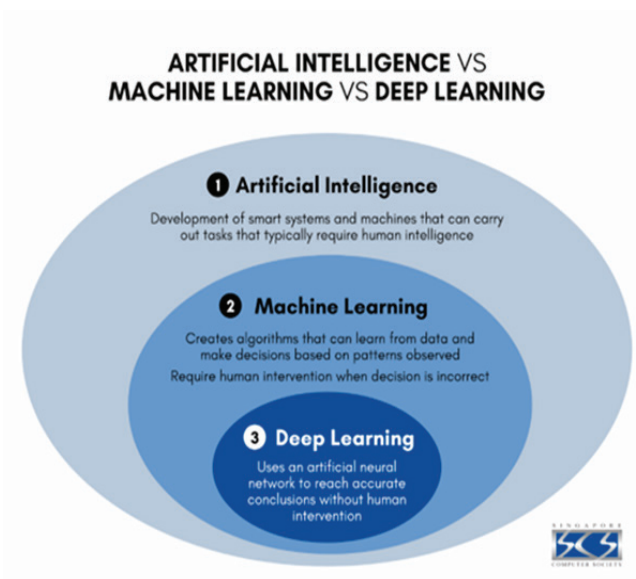 ARTIFICIAL INTELLIGENCE VS
MACHINE LEARNING VS DEEP LEARNING
1 Artificial Intelligence
Development of smart systems and machines that can carry
out tasks that typically require human intelligence
2 Machine Learning
Creates algorithms that can learn from data and
make decisions based on patterns observed
Require human intervention when decision is incorrect
3 Deep Learning
Uses an artificial neural
network to reach accurate
conclusions without human
intervention
SINGAPORE
SCS
COMPUTER SOCIETY